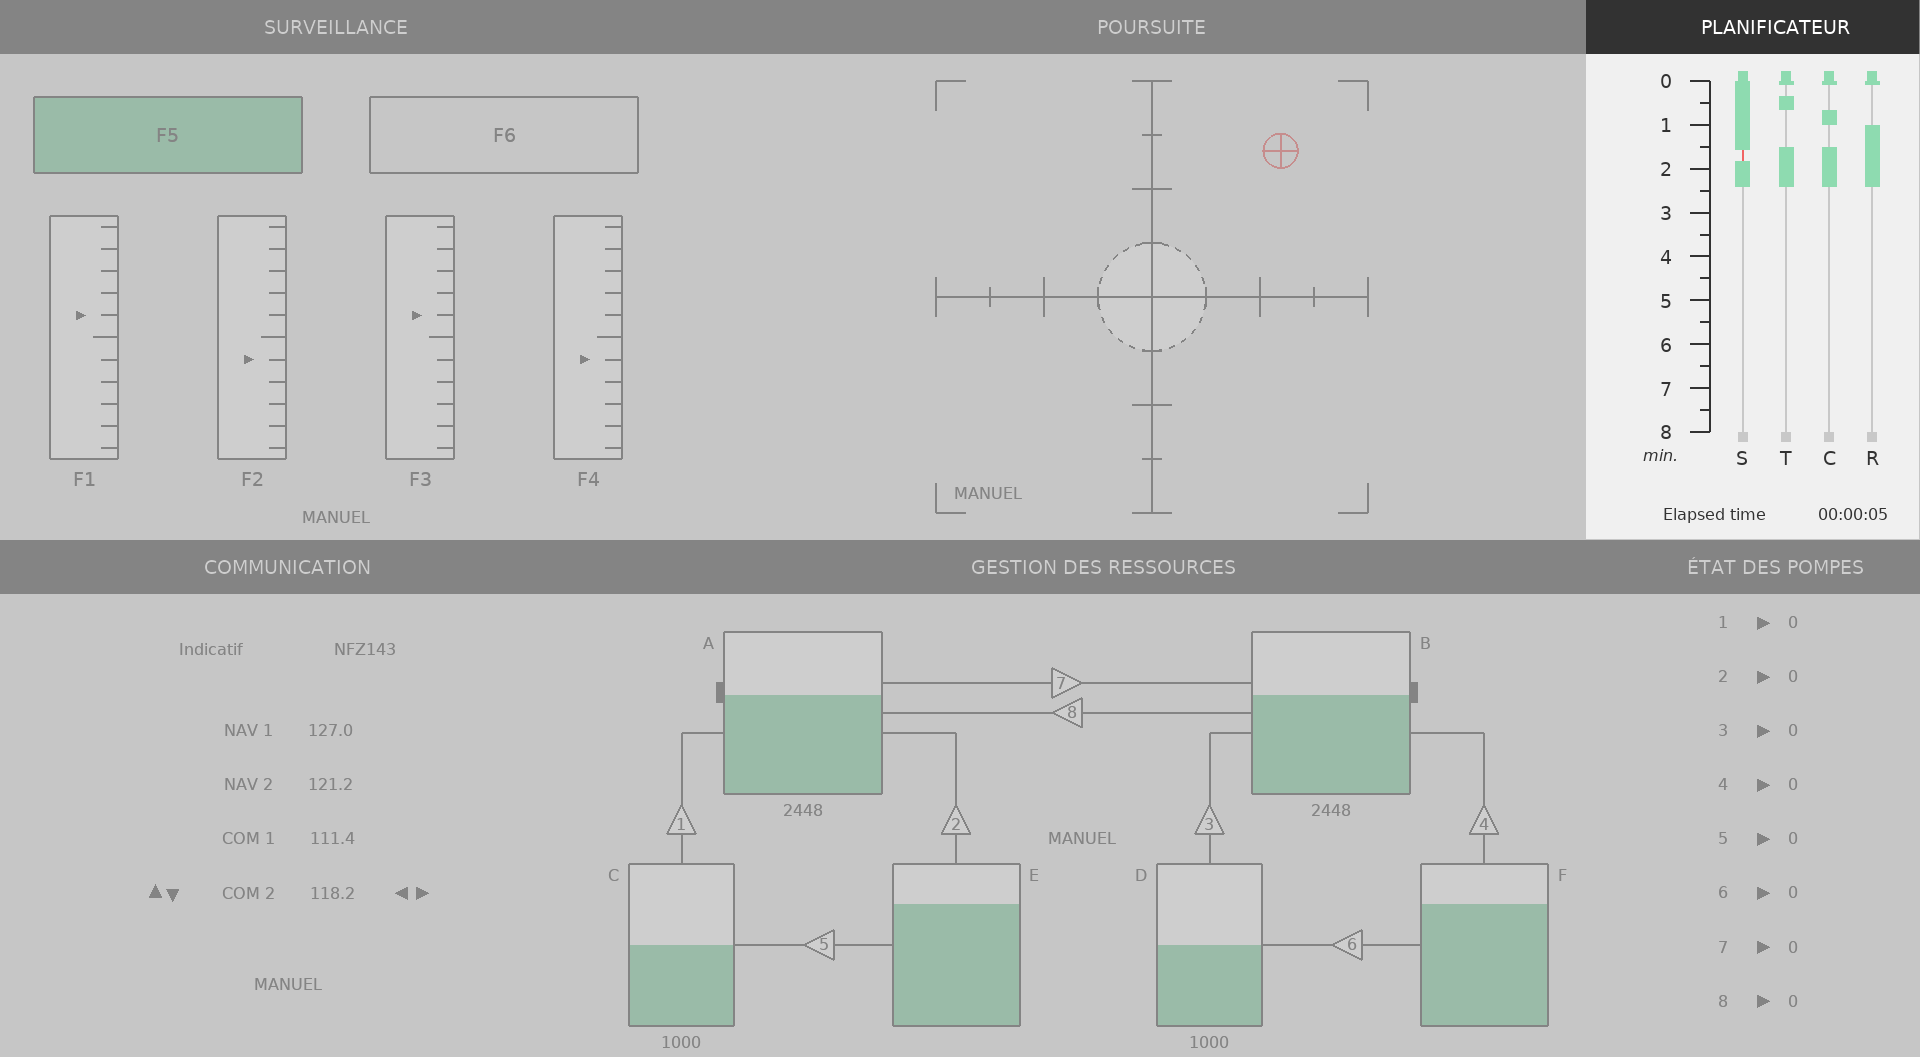 SURVEILLANCE
F5
F6
F1
F2
F3
F4
MANUEL
POURSUITE
MANUEL
PLANIFICATEUR
0
1
2
3
4
5
6
7
8
min.
S T C R
Elapsed time 00:00:05
COMMUNICATION
Indicatif NFZ143
NAV 1 127.0
NAV 2 121.2
COM 1 111.4
COM 2 118.2
MANUEL
GESTION DES RESSOURCES
A
B
7
8
2448
2448
1
2
MANUEL
3
4
C
E
D
F
5
6
1000
1000
ÉTAT DES POMPES
1 0
2 0
3 0
4 0
5 0
6 0
7 0
8 0